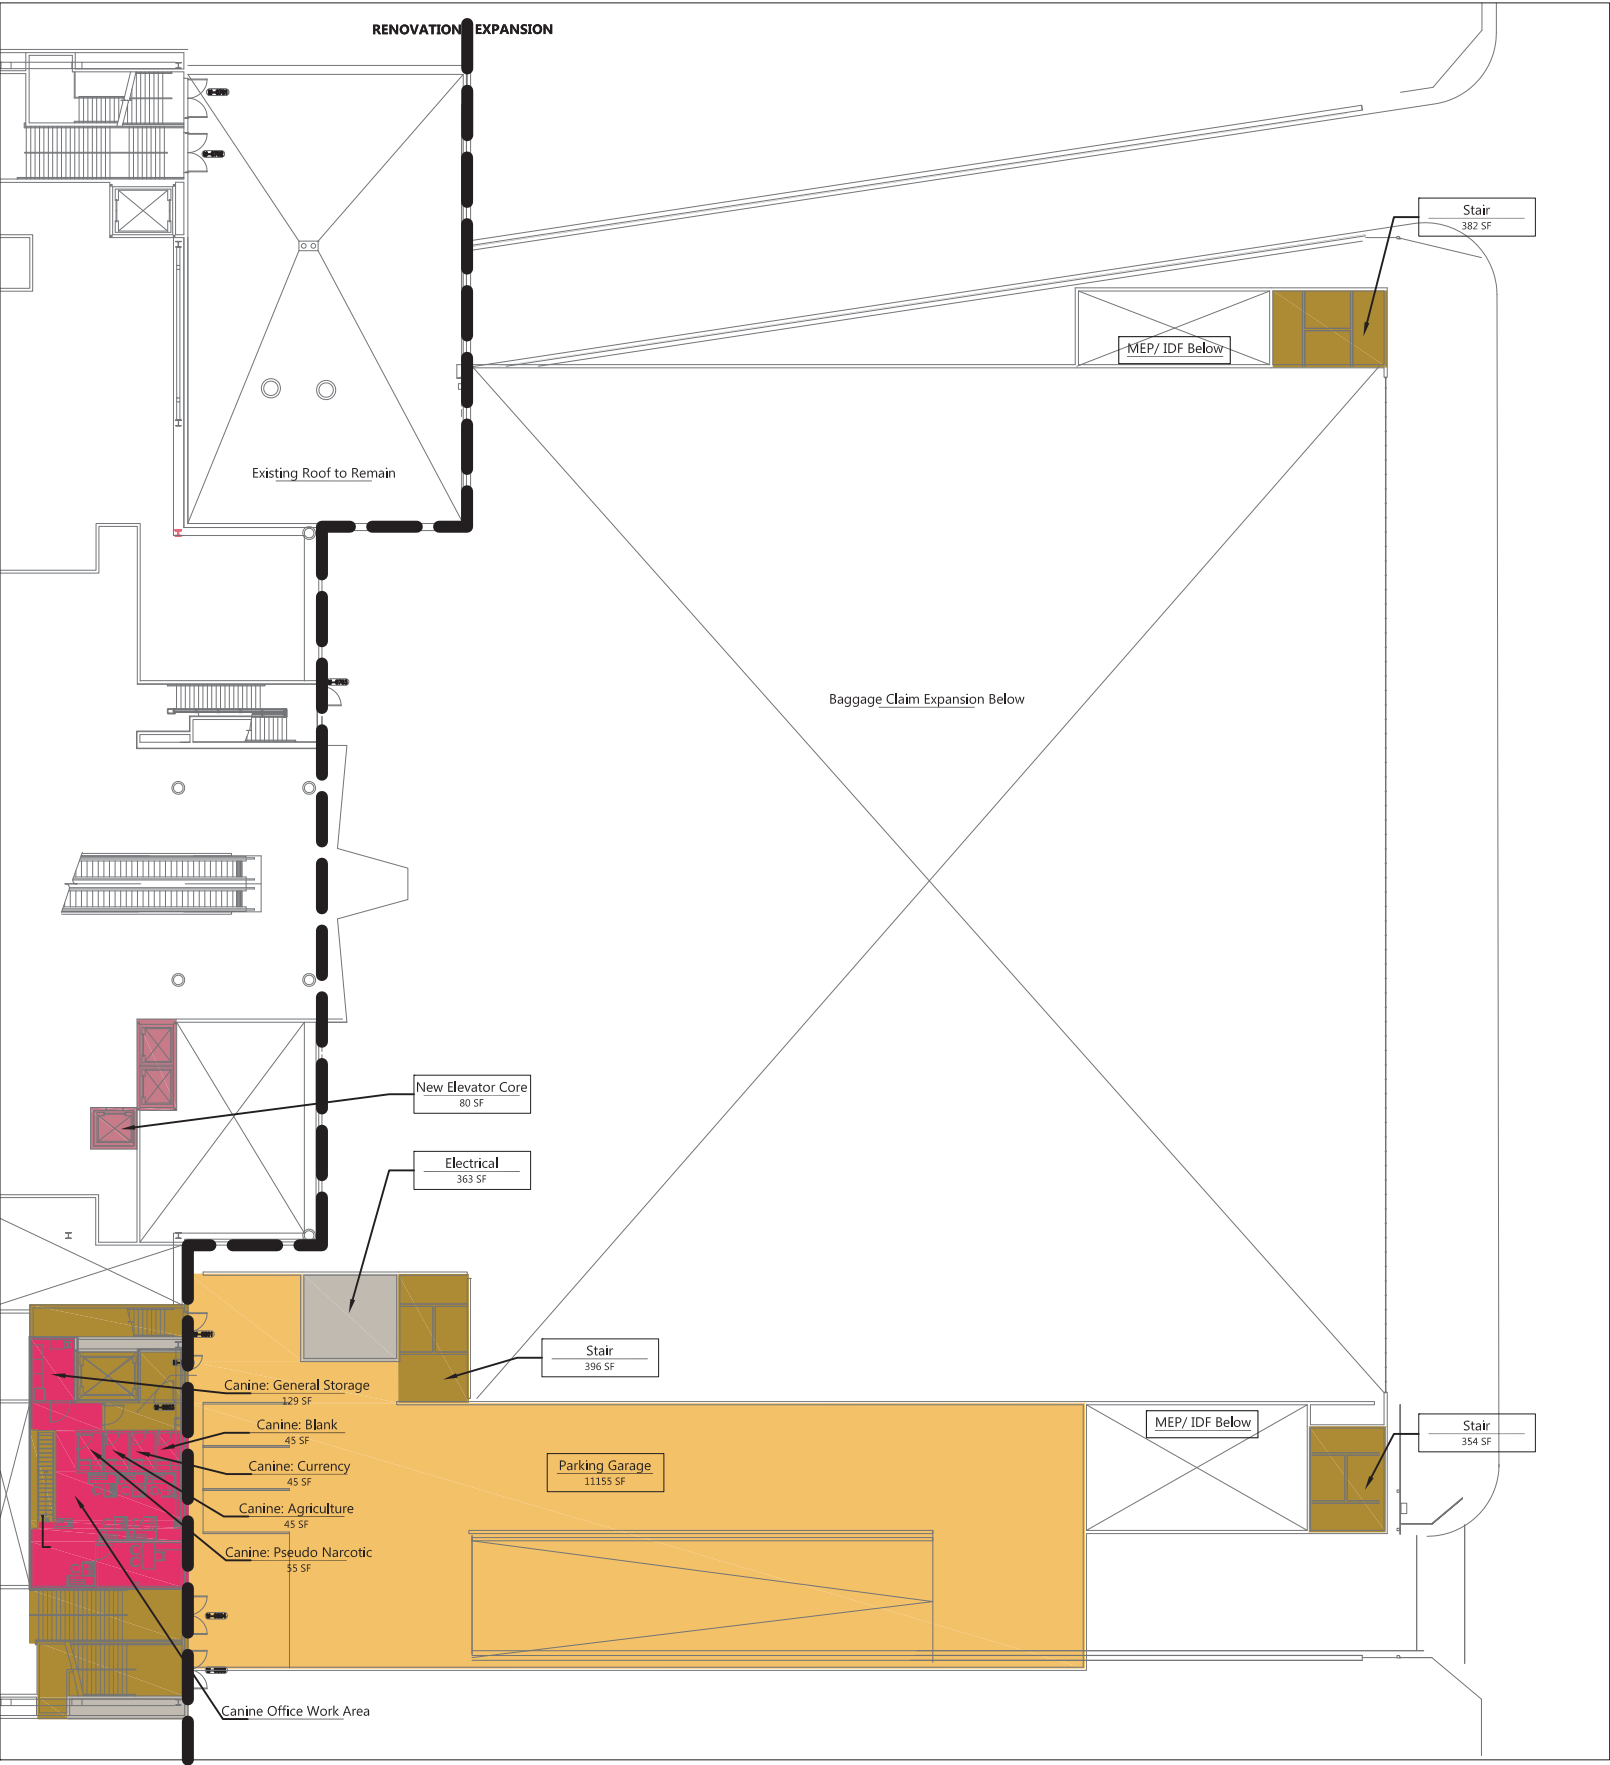 RENOVATION EXPANSION
Stair
382 SF
MEP/ IDF Below
Existing Roof to Remain
Baggage Claim Expansion Below
New Elevator Core
80 SF
Electrical
363 SF
Stair
396 SF
Canine: General Storage
129 SF
Canine: Blank
45 SF
Canine: Currency
45 SF
Canine: Agriculture
45 SF
Canine: Pseudo Narcotic
55 SF
Parking Garage
11155 SF
MEP/ IDF Below
Stair
354 SF
Canine Office Work Area